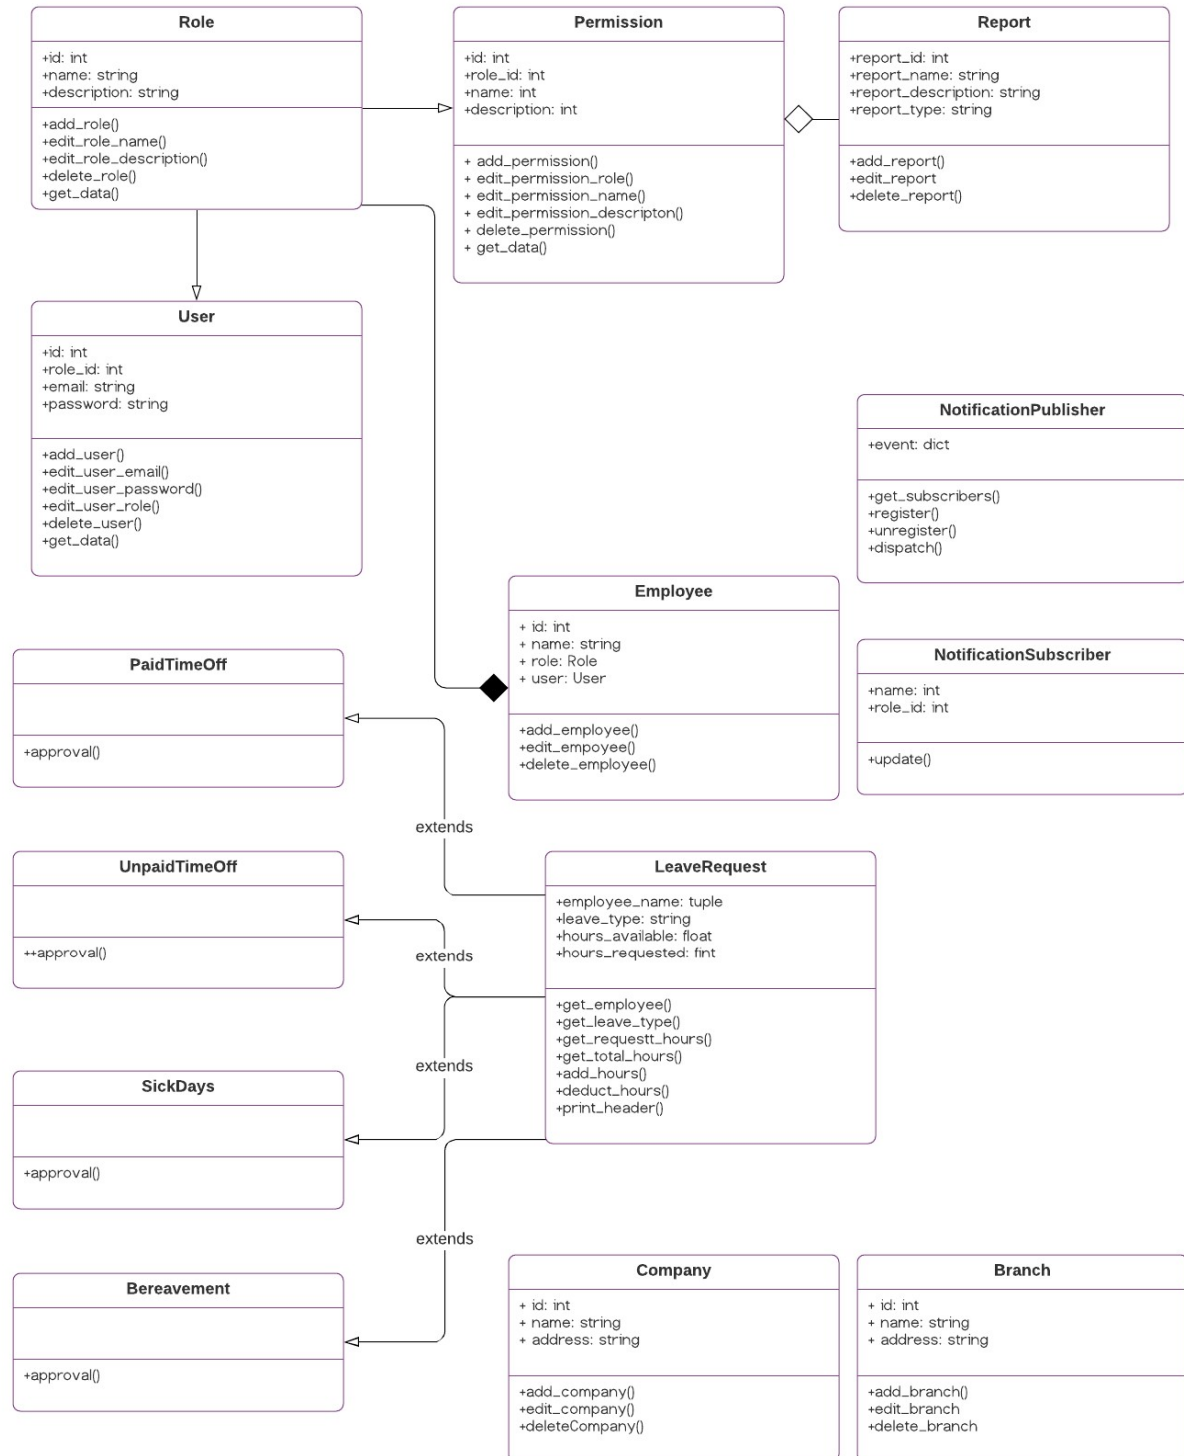 Role
+id: int
+name: string
+description: string
+add_role()
+edit_role_name()
+edit_role_description()
+delete_role()
+get_data()
Permission
+id: int
+role_id: int
+name: int
+description: int
+ add_permission()
+ edit_permission_role()
+ edit_permission_name()
+ edit_permission_descripton()
+ delete_permission()
+ get_data()
Report
+report_id: int
+report_name: string
+report_description: string
+report_type: string
+add_report()
+edit_report
+delete_report()
User
+id: int
+role_id: int
+email: string
+password: string
+add_user()
+edit_user_email()
+edit_user_password()
+edit_user_role()
+delete_user()
+get_data()
NotificationPublisher
+event: dict
+get_subscribers()
+register()
+unregister()
+dispatch()
Employee
+ id: int
+ name: string
+ role: Role
+ user: User
+add_employee()
+edit_empoyee()
+delete_employee()
NotificationSubscriber
+name: int
+role_id: int
+update()
PaidTimeOff
+approval()
extends
UnpaidTimeOff
++approval()
extends
LeaveRequest
+employee_name: tuple
+leave_type: string
+hours_available: float
+hours_requested: fint
+get_employee()
+get_leave_type()
+get_requestt_hours()
+get_total_hours()
+add_hours()
+deduct_hours()
+print_header()
extends
SickDays
+approval()
extends
Bereavement
+approval()
Company
+ id: int
+ name: string
+ address: string
+add_company()
+edit_company()
+deleteCompany()
Branch
+ id: int
+ name: string
+ address: string
+add_branch()
+edit_branch
+delete_branch